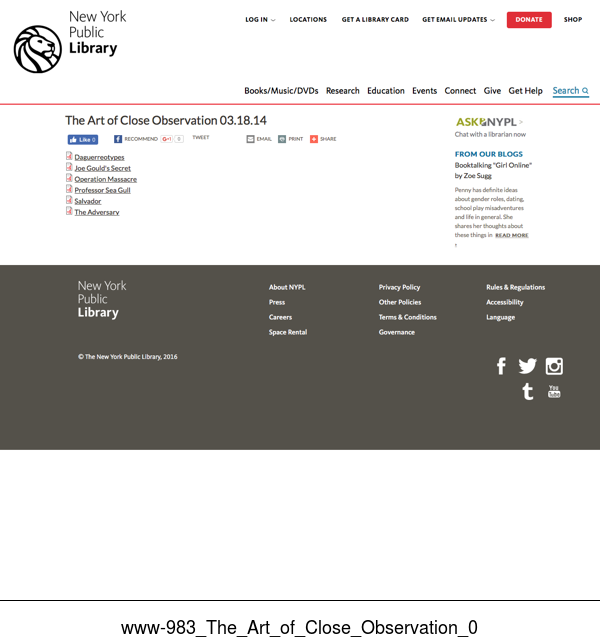 New York
Public
Library
LOG IN
LOCATIONS
GET A LIBRARY CARD
GET EMAIL UPDATES
DONATE
SHOP
Books/Music/DVDs
Research
Education
Events
Connect
Give
Get Help
Search
The Art of Close Observation 03.18.14
Like 0
RECOMMEND
G+1
0
TWEET
EMAIL
PRINT
SHARE
Daguerreotypes
Joe Gould's Secret
Operation Massacre
Professor Sea Gull
Salvador
The Adversary
ASK NYPL >
Chat with a librarian now
FROM OUR BLOGS
Booktalking "Girl Online"
by Zoe Sugg
Penny has definite ideas
about gender roles, dating,
school play misadventures
and life in general. She
shares her thoughts about
these things in READ MORE
New York
Public
Library
About NYPL
Press
Careers
Space Rental
Privacy Policy
Other Policies
Terms & Conditions
Governance
Rules & Regulations
Accessibility
Language
© The New York Public Library, 2016
f
t
You
Tube
www-983_The_Art_of_Close_Observation_0